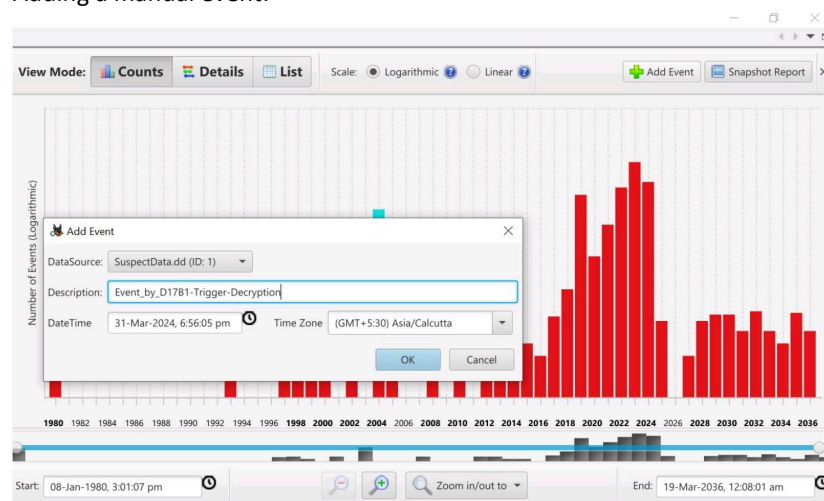 Adding a manual event:
View Mode: Counts Details List Scale: Logarithmic Linear Add Event Snapshot Report
Number of Events (Logarithmic)
Add Event
DataSource: SuspectData.dd (ID: 1)
Description: Event_by_D17B1-Trigger-Decryption
DateTime 31-Mar-2024, 6:56:05 pm Time Zone (GMT+5:30) Asia/Calcutta
OK Cancel
1980 1982 1984 1986 1988 1990 1992 1994 1996 1998 2000 2002 2004 2006 2008 2010 2012 2014 2016 2018 2020 2022 2024 2026 2028 2030 2032 2034 2036
Start: 08-Jan-1980, 3:01:07 pm Zoom in/out to End: 19-Mar-2036, 12:08:01 am